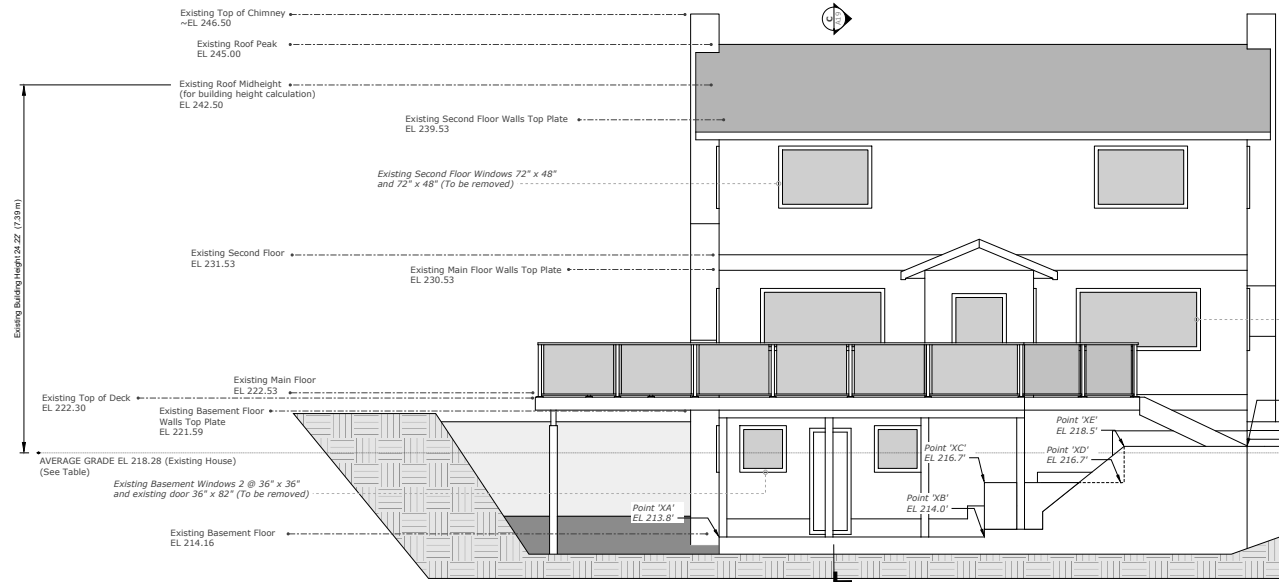 Existing Top of Chimney
~EL 246.50
C
A19
Existing Roof Peak
EL 245.00
Existing Roof Midheight
(for building height calculation)
EL 242.50
Existing Second Floor Walls Top Plate
EL 239.53
Existing Second Floor Windows 72" x 48"
and 72" x 48" (To be removed)
Existing Building Height 24.22' (7.39 m)
Existing Second Floor
EL 231.53
Existing Main Floor Walls Top Plate
EL 230.53
Existing Main Floor
EL 222.53
Existing Top of Deck
EL 222.30
Existing Basement Floor
Walls Top Plate
EL 221.59
Point 'XE'
EL 218.5'
Point 'XC'
EL 216.7'
Point 'XD'
EL 216.7'
AVERAGE GRADE EL 218.28 (Existing House)
(See Table)
Existing Basement Windows 2 @ 36" x 36"
and existing door 36" x 82" (To be removed)
Point 'XA'
EL 213.8'
Point 'XB'
EL 214.0'
Existing Basement Floor
EL 214.16